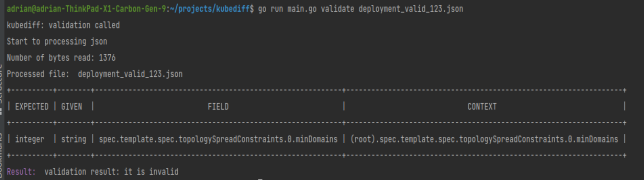 adrian@adrian-ThinkPad-X1-Carbon-Gen-9:~/projects/kubediff$ go run main.go validate deployment_valid_123.json
kubediff: validation called
Start to processing json
Number of bytes read: 1376
Processed file:  deployment_valid_123.json
| EXPECTED | GIVEN | FIELD | CONTEXT |
| integer | string | spec.template.spec.topologySpreadConstraints.0.minDomains | (root).spec.template.spec.topologySpreadConstraints.0.minDomains |
Result:  validation result: it is invalid